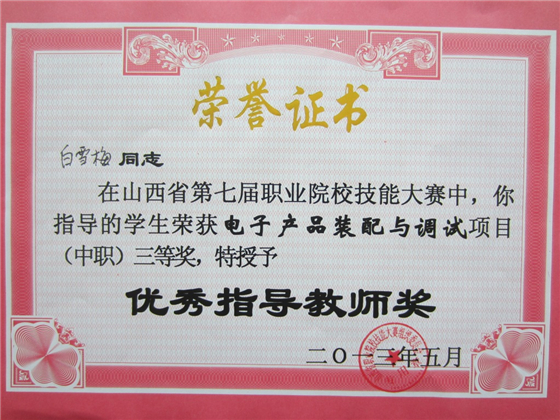 荣誉证书
白雪梅 同志
在山西省第七届职业院校技能大赛中，你
指导的学生荣获电子产品装配与调试项目
（中职）三等奖，特授予
优秀指导教师奖
二〇一三年五月